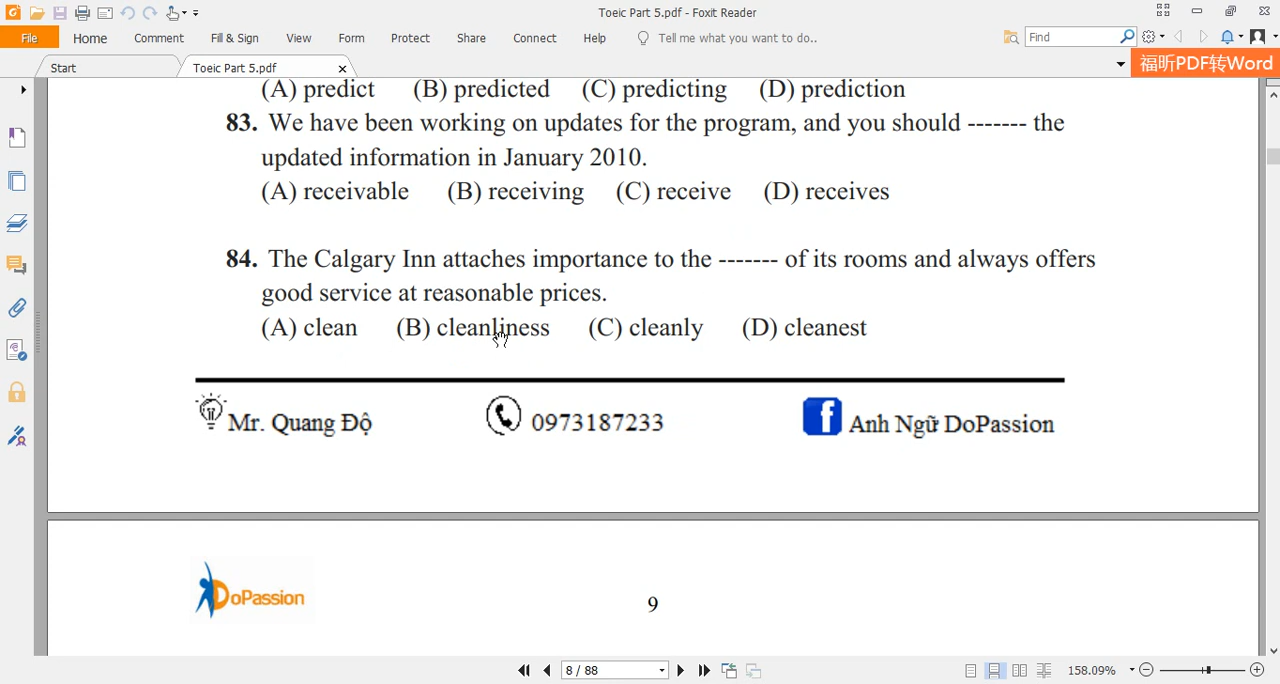 Toeic Part 5.pdf - Foxit Reader
File Home Comment Fill & Sign View Form Protect Share Connect Help Tell me what you want to do.. Find
Start Toeic Part 5.pdf 福昕PDF转Word
(A) predict (B) predicted (C) predicting (D) prediction
83. We have been working on updates for the program, and you should ------- the
updated information in January 2010.
(A) receivable (B) receiving (C) receive (D) receives
84. The Calgary Inn attaches importance to the ------- of its rooms and always offers
good service at reasonable prices.
(A) clean (B) cleanliness (C) cleanly (D) cleanest
Mr. Quang Độ 0973187233 Anh Ngữ DoPassion
DoPassion
9
8 / 88 158.09%